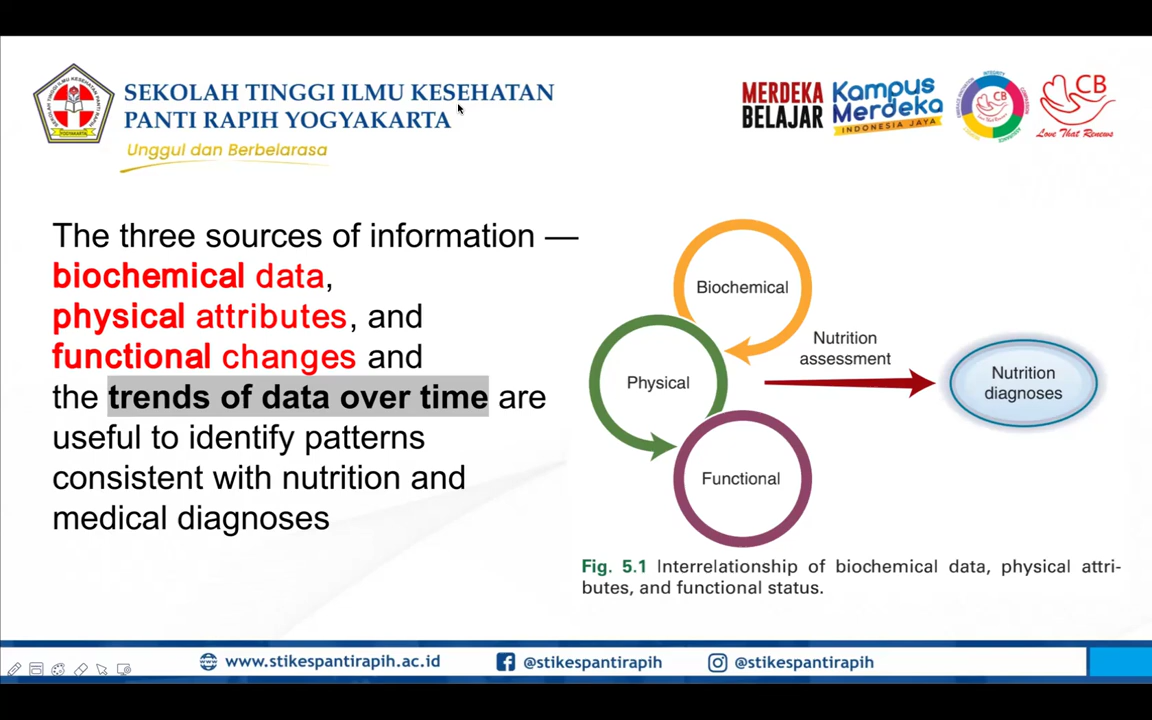 SEKOLAH TINGGI ILMU KESEHATAN
PANTI RAPIH YOGYAKARTA
Unggul dan Berbelarasa
MERDEKA
BELAJAR
Kampus
Merdeka
INDONESIA JAYA
CB
Love That Renews
The three sources of information —
biochemical data,
physical attributes, and
functional changes and
the trends of data over time are
useful to identify patterns
consistent with nutrition and
medical diagnoses
Biochemical
Physical
Functional
Nutrition
assessment
Nutrition
diagnoses
Fig. 5.1 Interrelationship of biochemical data, physical attri-
butes, and functional status.
www.stikespantirapih.ac.id
@stikespantirapih
@stikespantirapih